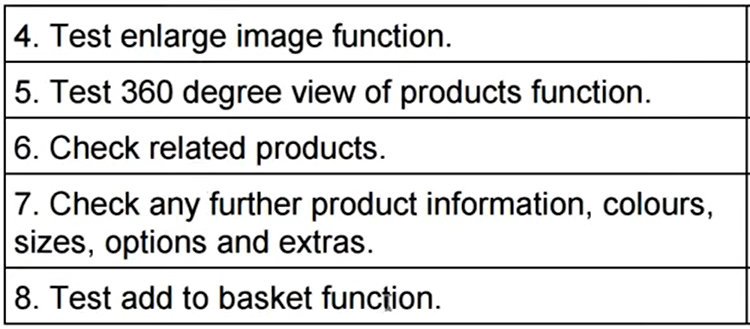 4. Test enlarge image function.
5. Test 360 degree view of products function.
6. Check related products.
7. Check any further product information, colours,
sizes, options and extras.
8. Test add to basket function.